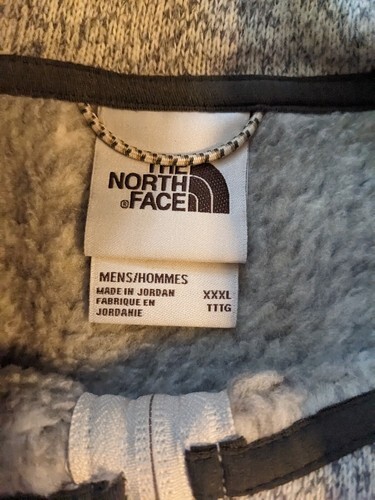 THE
NORTH
®FACE
MENS/HOMMES
MADE IN JORDAN XXXL
FABRIQUE EN TTTG
JORDANIE